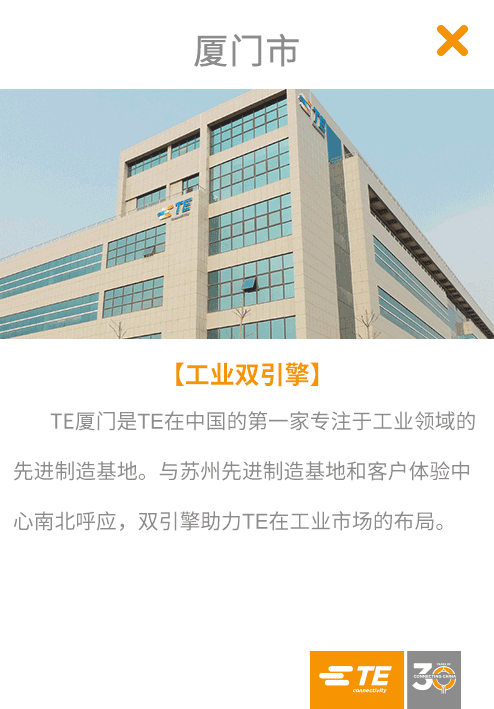 厦门市
TE
TE
【工业双引擎】
TE厦门是TE在中国的第一家专注于工业领域的
先进制造基地。与苏州先进制造基地和客户体验中
心南北呼应，双引擎助力TE在工业市场的布局。
TE
connectivity
YEARS OF
30
CONNECTING CHINA